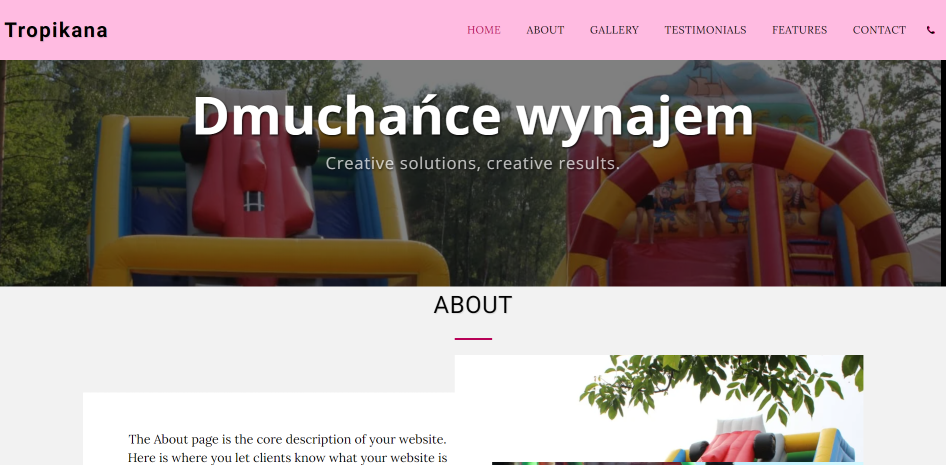 Tropikana
HOME ABOUT GALLERY TESTIMONIALS FEATURES CONTACT
Dmuchańce wynajem
Creative solutions, creative results.
ABOUT
The About page is the core description of your website.
Here is where you let clients know what your website is